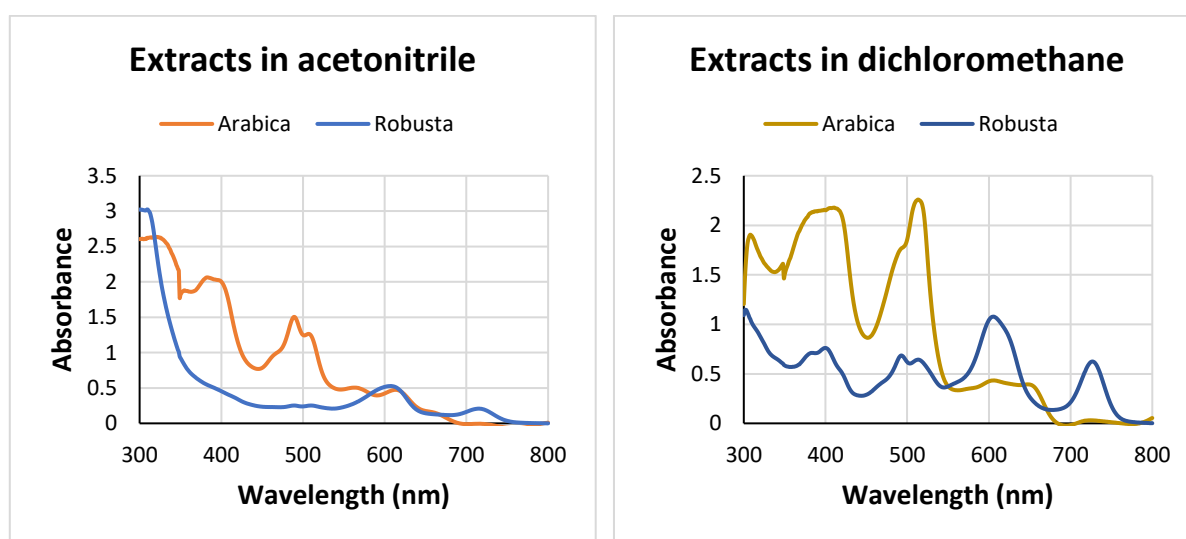 Extracts in acetonitrile
Arabica Robusta
3.5
3
2.5
2
1.5
1
0.5
0
300 400 500 600 700 800
Absorbance
Wavelength (nm)
Extracts in dichloromethane
Arabica Robusta
2.5
2
1.5
1
0.5
0
300 400 500 600 700 800
Absorbance
Wavelength (nm)